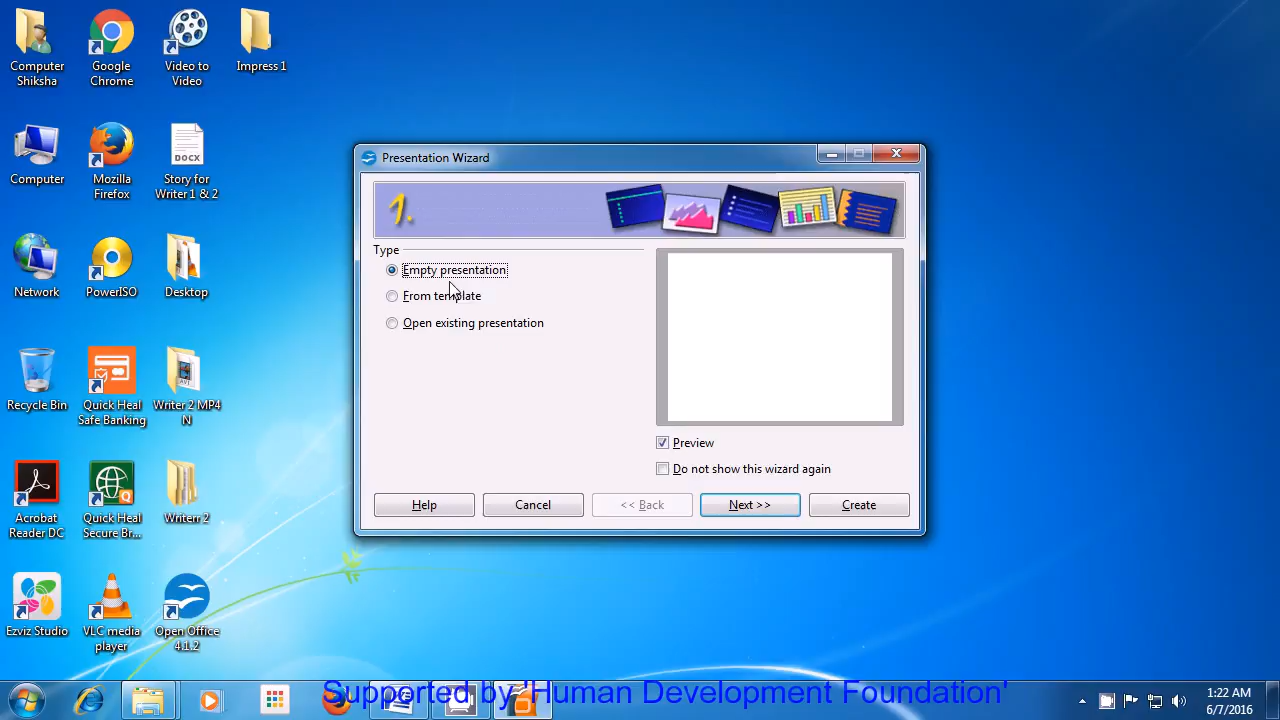 Computer
Shiksha
Google
Chrome
Video to
Video
Impress 1
Computer
Mozilla
Firefox
DOCX
Story for
Writer 1 & 2
Network
PowerISO
Desktop
Recycle Bin
Quick Heal
Safe Banking
Writer 2 MP4
N
Acrobat
Reader DC
Quick Heal
Secure Br...
Writerr 2
Ezviz Studio
VLC media
player
Open Office
4.1.2
Presentation Wizard
1.
Type
Empty presentation
From template
Open existing presentation
Preview
Do not show this wizard again
Help
Cancel
<< Back
Next >>
Create
Supported by 'Human Development Foundation'
1:22 AM
6/7/2016